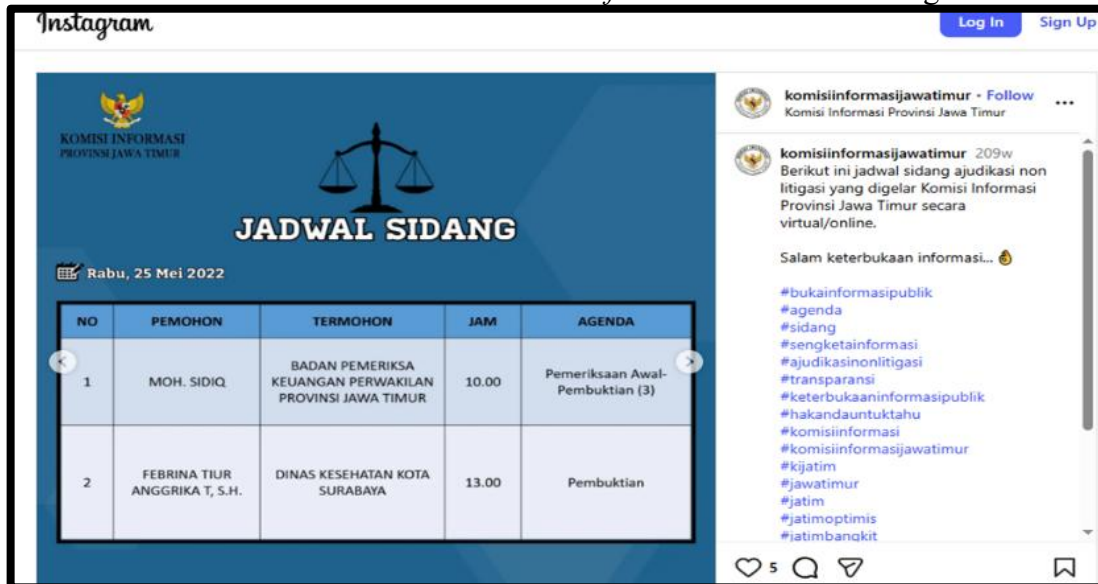 Instagram
Log In
Sign Up
KOMISI INFORMASI
PROVINSI JAWA TIMUR
JADWAL SIDANG
Rabu, 25 Mei 2022
NO PEMOHON TERMOHON JAM AGENDA
1 MOH. SIDIQ BADAN PEMERIKSA KEUANGAN PERWAKILAN PROVINSI JAWA TIMUR 10.00 Pemeriksaan Awal-Pembuktian (3)
2 FEBRINA TIUR ANGGRIKA T, S.H. DINAS KESEHATAN KOTA SURABAYA 13.00 Pembuktian
komisiinformasijawatimur • Follow
Komisi Informasi Provinsi Jawa Timur
komisiinformasijawatimur 209w
Berikut ini jadwal sidang ajudikasi non
litigasi yang digelar Komisi Informasi
Provinsi Jawa Timur secara
virtual/online.
Salam keterbukaan informasi...
#bukainformasipublik
#agenda
#sidang
#sengketainformasi
#ajudikasinonlitigasi
#transparansi
#keterbukaaninformasipublik
#hakandauntuktahu
#komisiinformasi
#komisiinformasijawatimur
#kijatim
#jawatimur
#jatim
#jatimoptimis
#jatimbangkit
5